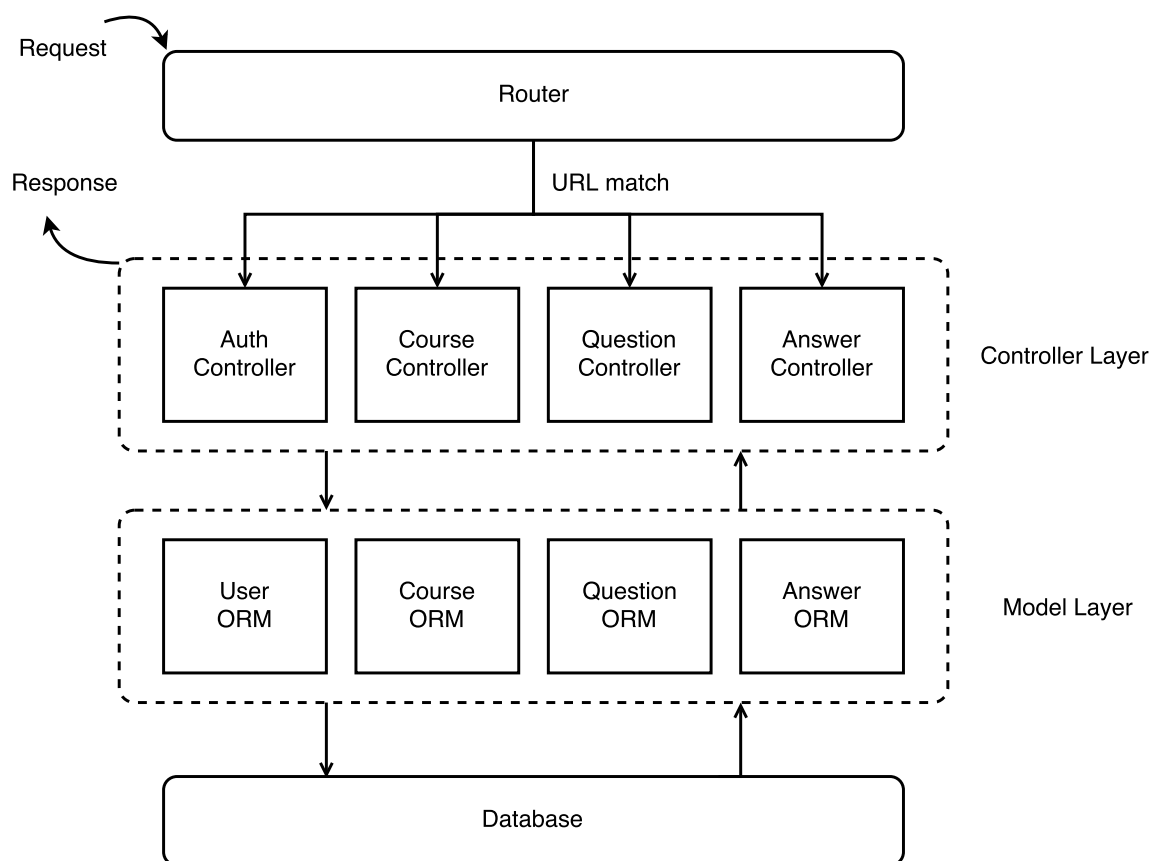 Request
Router
Response
URL match
Auth
Controller
Course
Controller
Question
Controller
Answer
Controller
Controller Layer
User
ORM
Course
ORM
Question
ORM
Answer
ORM
Model Layer
Database